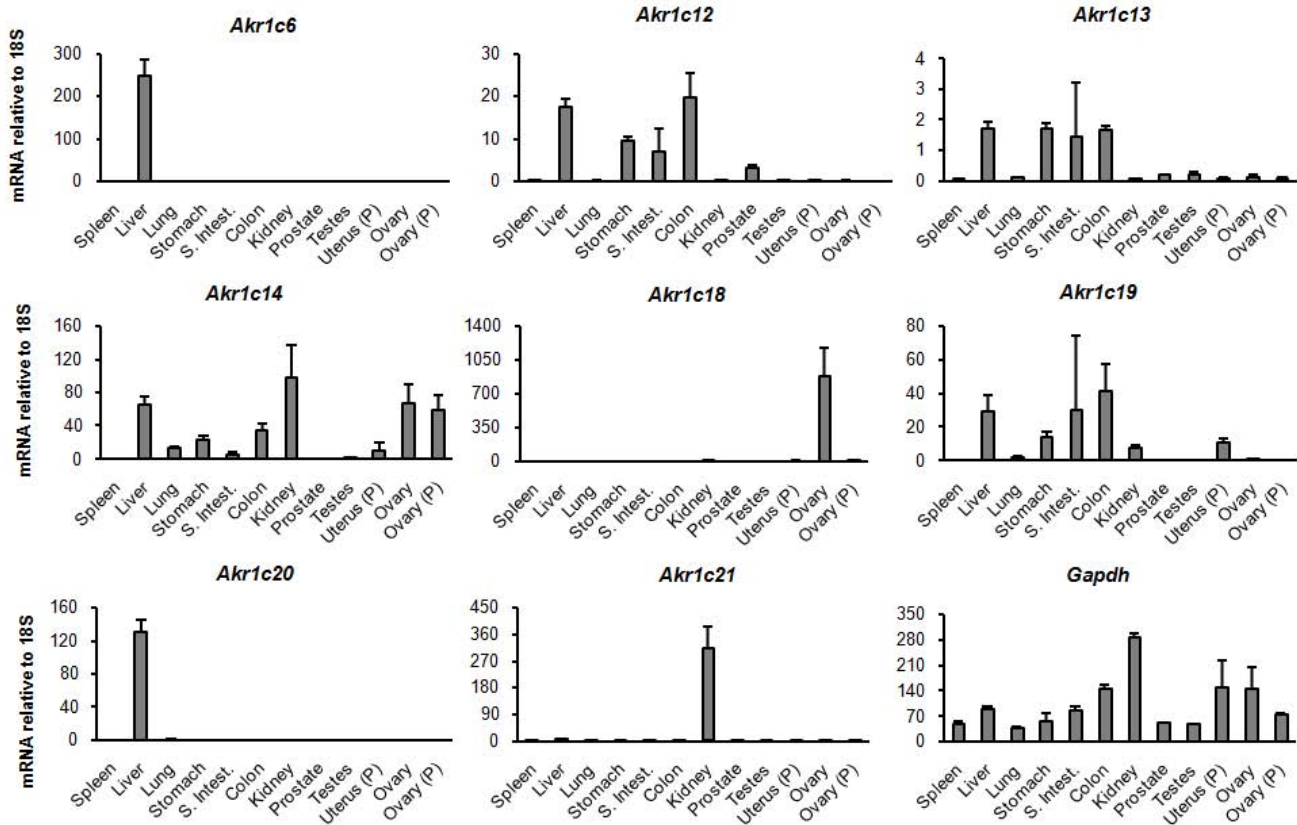 Akr1c6
Akr1c12
Akr1c13
mRNA relative to 18S
300
200
100
0
30
20
10
0
4
3
2
1
0
Spleen Liver Lung Stomach S. Intest. Colon Kidney Prostate Testes Uterus (P) Ovary Ovary (P)
Spleen Liver Lung Stomach S. Intest. Colon Kidney Prostate Testes Uterus (P) Ovary Ovary (P)
Spleen Liver Lung Stomach S. Intest. Colon Kidney Prostate Testes Uterus (P) Ovary Ovary (P)
Akr1c14
Akr1c18
Akr1c19
mRNA relative to 18S
160
120
80
40
0
1400
1050
700
350
0
80
60
40
20
0
Spleen Liver Lung Stomach S. Intest. Colon Kidney Prostate Testes Uterus (P) Ovary Ovary (P)
Spleen Liver Lung Stomach S. Intest. Colon Kidney Prostate Testes Uterus (P) Ovary Ovary (P)
Spleen Liver Lung Stomach S. Intest. Colon Kidney Prostate Testes Uterus (P) Ovary Ovary (P)
Akr1c20
Akr1c21
Gapdh
mRNA relative to 18S
160
120
80
40
0
450
360
270
180
90
0
350
280
210
140
70
0
Spleen Liver Lung Stomach S. Intest. Colon Kidney Prostate Testes Uterus (P) Ovary Ovary (P)
Spleen Liver Lung Stomach S. Intest. Colon Kidney Prostate Testes Uterus (P) Ovary Ovary (P)
Spleen Liver Lung Stomach S. Intest. Colon Kidney Prostate Testes Uterus (P) Ovary Ovary (P)